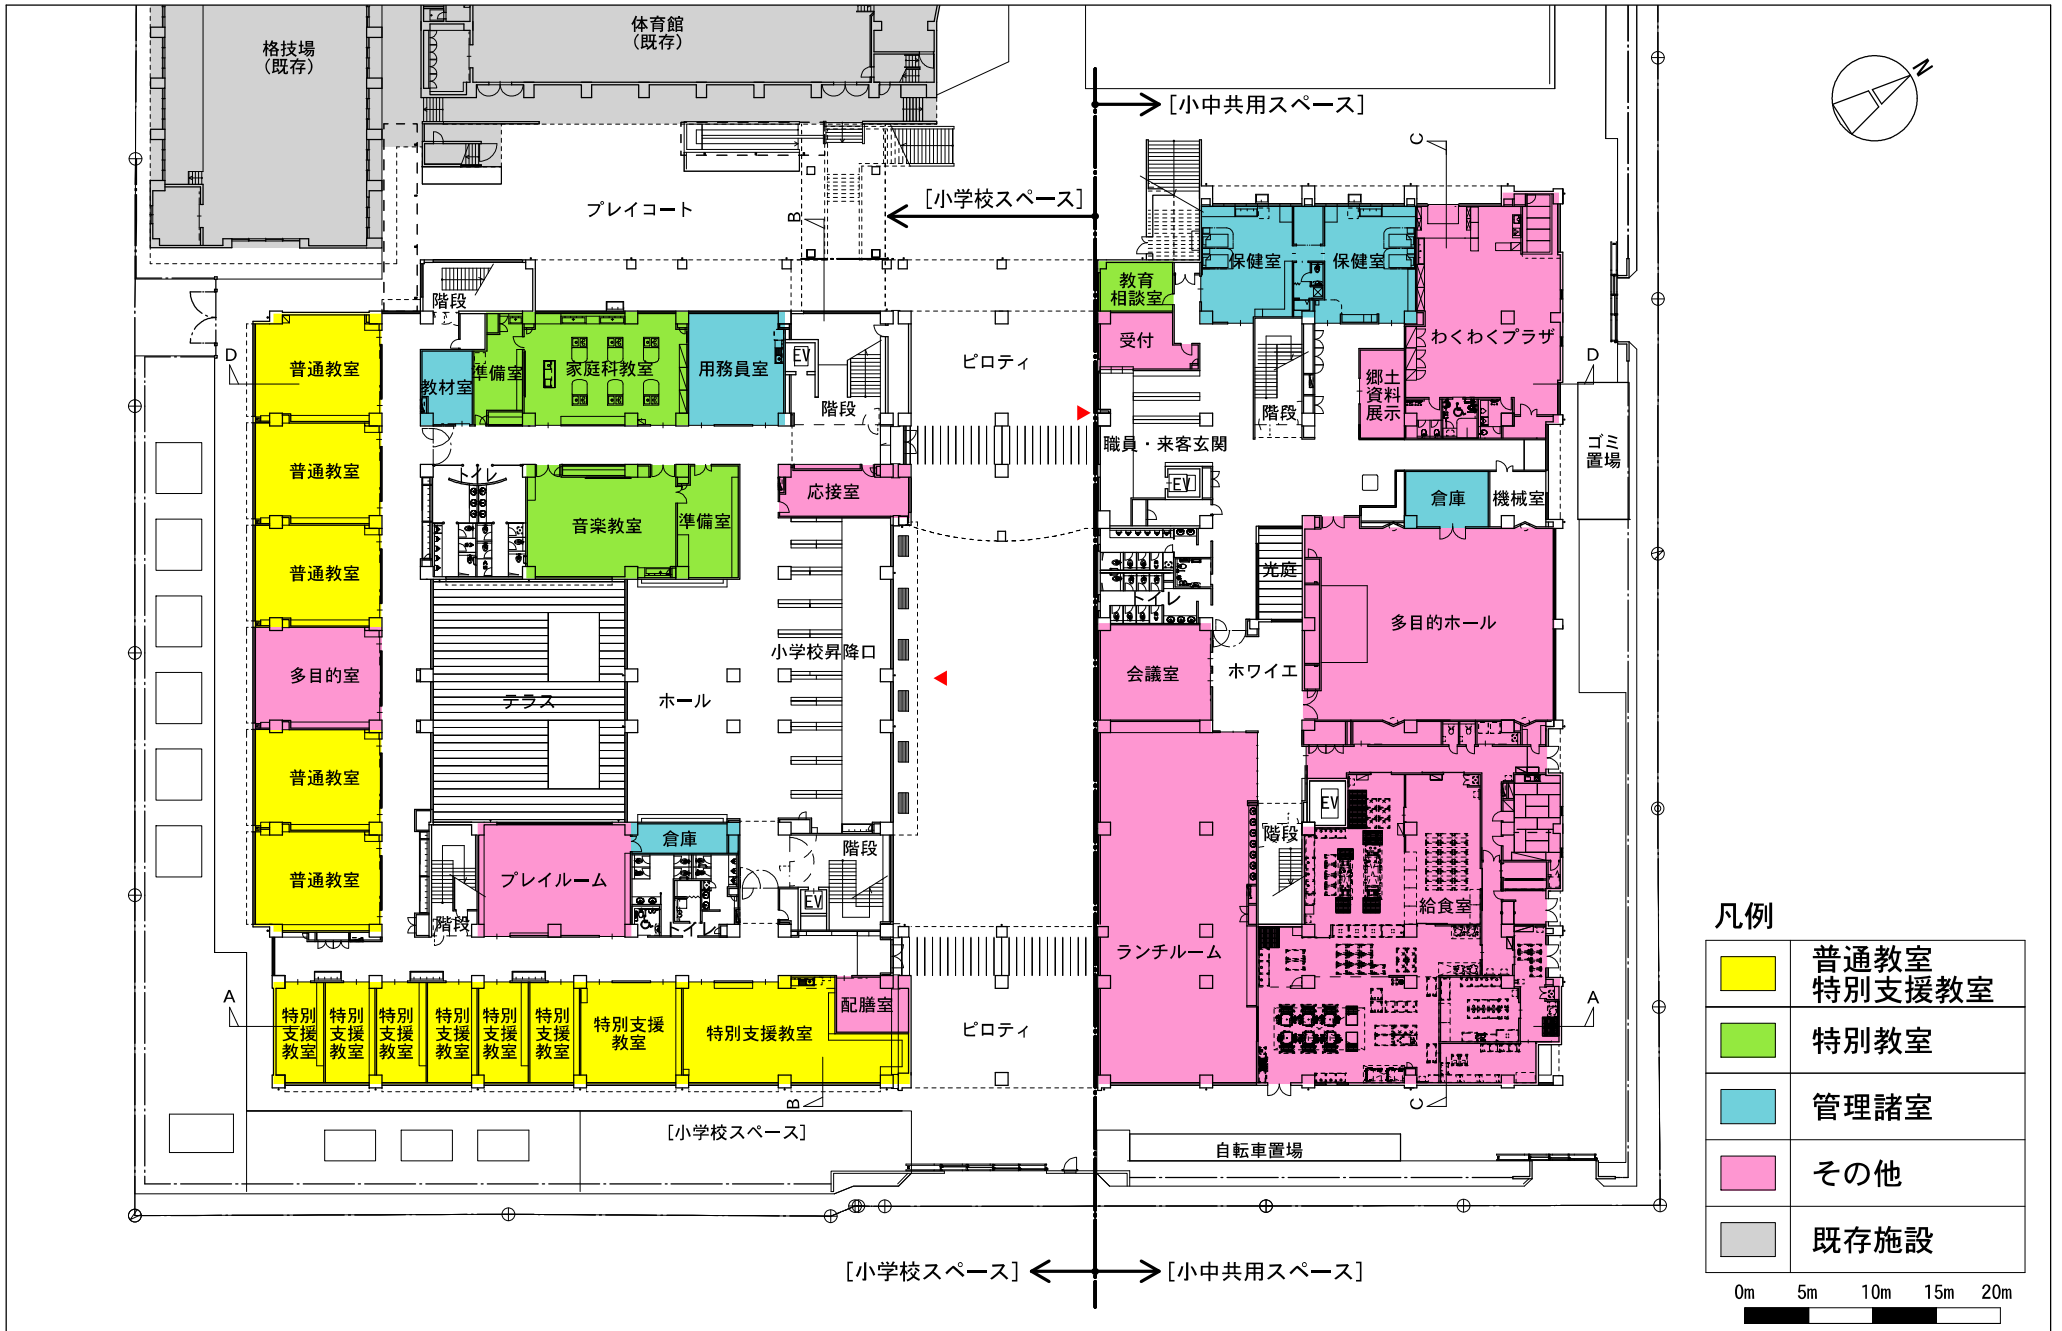 格技場
(既存)
体育館
(既存)
N
[小中共用スペース]
[小学校スペース]
プレイコート
B
C
階段
教育
相談室
保健室
保健室
受付
わくわくプラザ
D
普通教室
教材室
準備室
家庭科教室
用務員室
EV
階段
ピロティ
階段
郷土
資料
展示
D
職員・来客玄関
ゴミ
置場
普通教室
トイレ
音楽教室
準備室
応接室
EV
倉庫
機械室
普通教室
光庭
トイレ
多目的ホール
多目的室
小学校昇降口
会議室
ホワイエ
テラス
ホール
普通教室
EV
階段
倉庫
階段
普通教室
プレイルーム
EV
給食室
階段
トイレ
ランチルーム
A
特別
支援
教室
特別
支援
教室
特別
支援
教室
特別
支援
教室
特別
支援
教室
特別
支援
教室
特別支援
教室
特別支援教室
配膳室
ピロティ
A
B
C
[小学校スペース]
自転車置場
[小学校スペース]
[小中共用スペース]
凡例
普通教室
特別支援教室
特別教室
管理諸室
その他
既存施設
0m 5m 10m 15m 20m